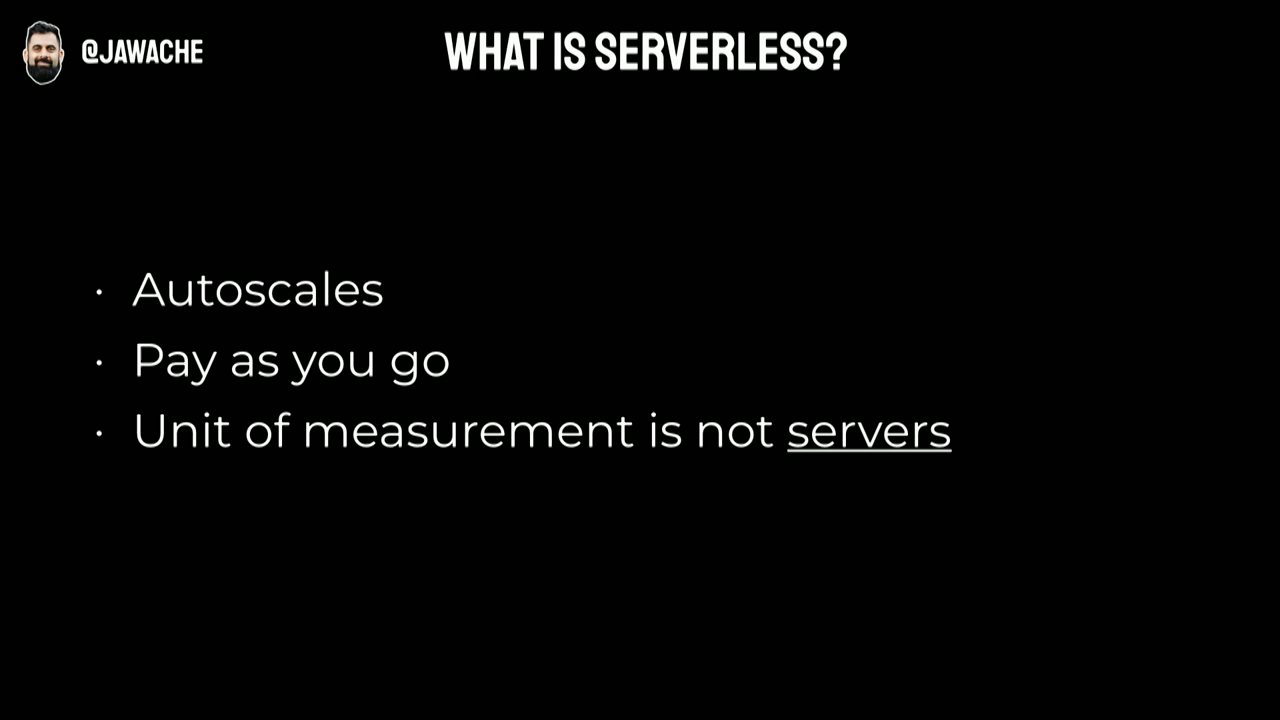 @JAWACHE
WHAT IS SERVERLESS?
· Autoscales
· Pay as you go
· Unit of measurement is not servers